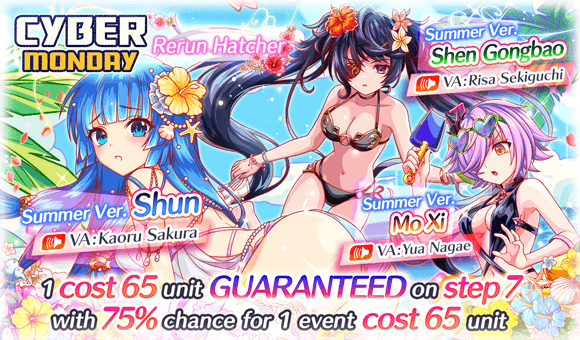 CYBER
MONDAY
Rerun Hatcher
Summer Ver.
Shen Gongbao
VA:Risa Sekiguchi
Summer Ver. Shun
VA:Kaoru Sakura
Summer Ver.
Mo Xi
VA:Yua Nagae
1 cost 65 unit GUARANTEED on step 7
with 75% chance for 1 event cost 65 unit